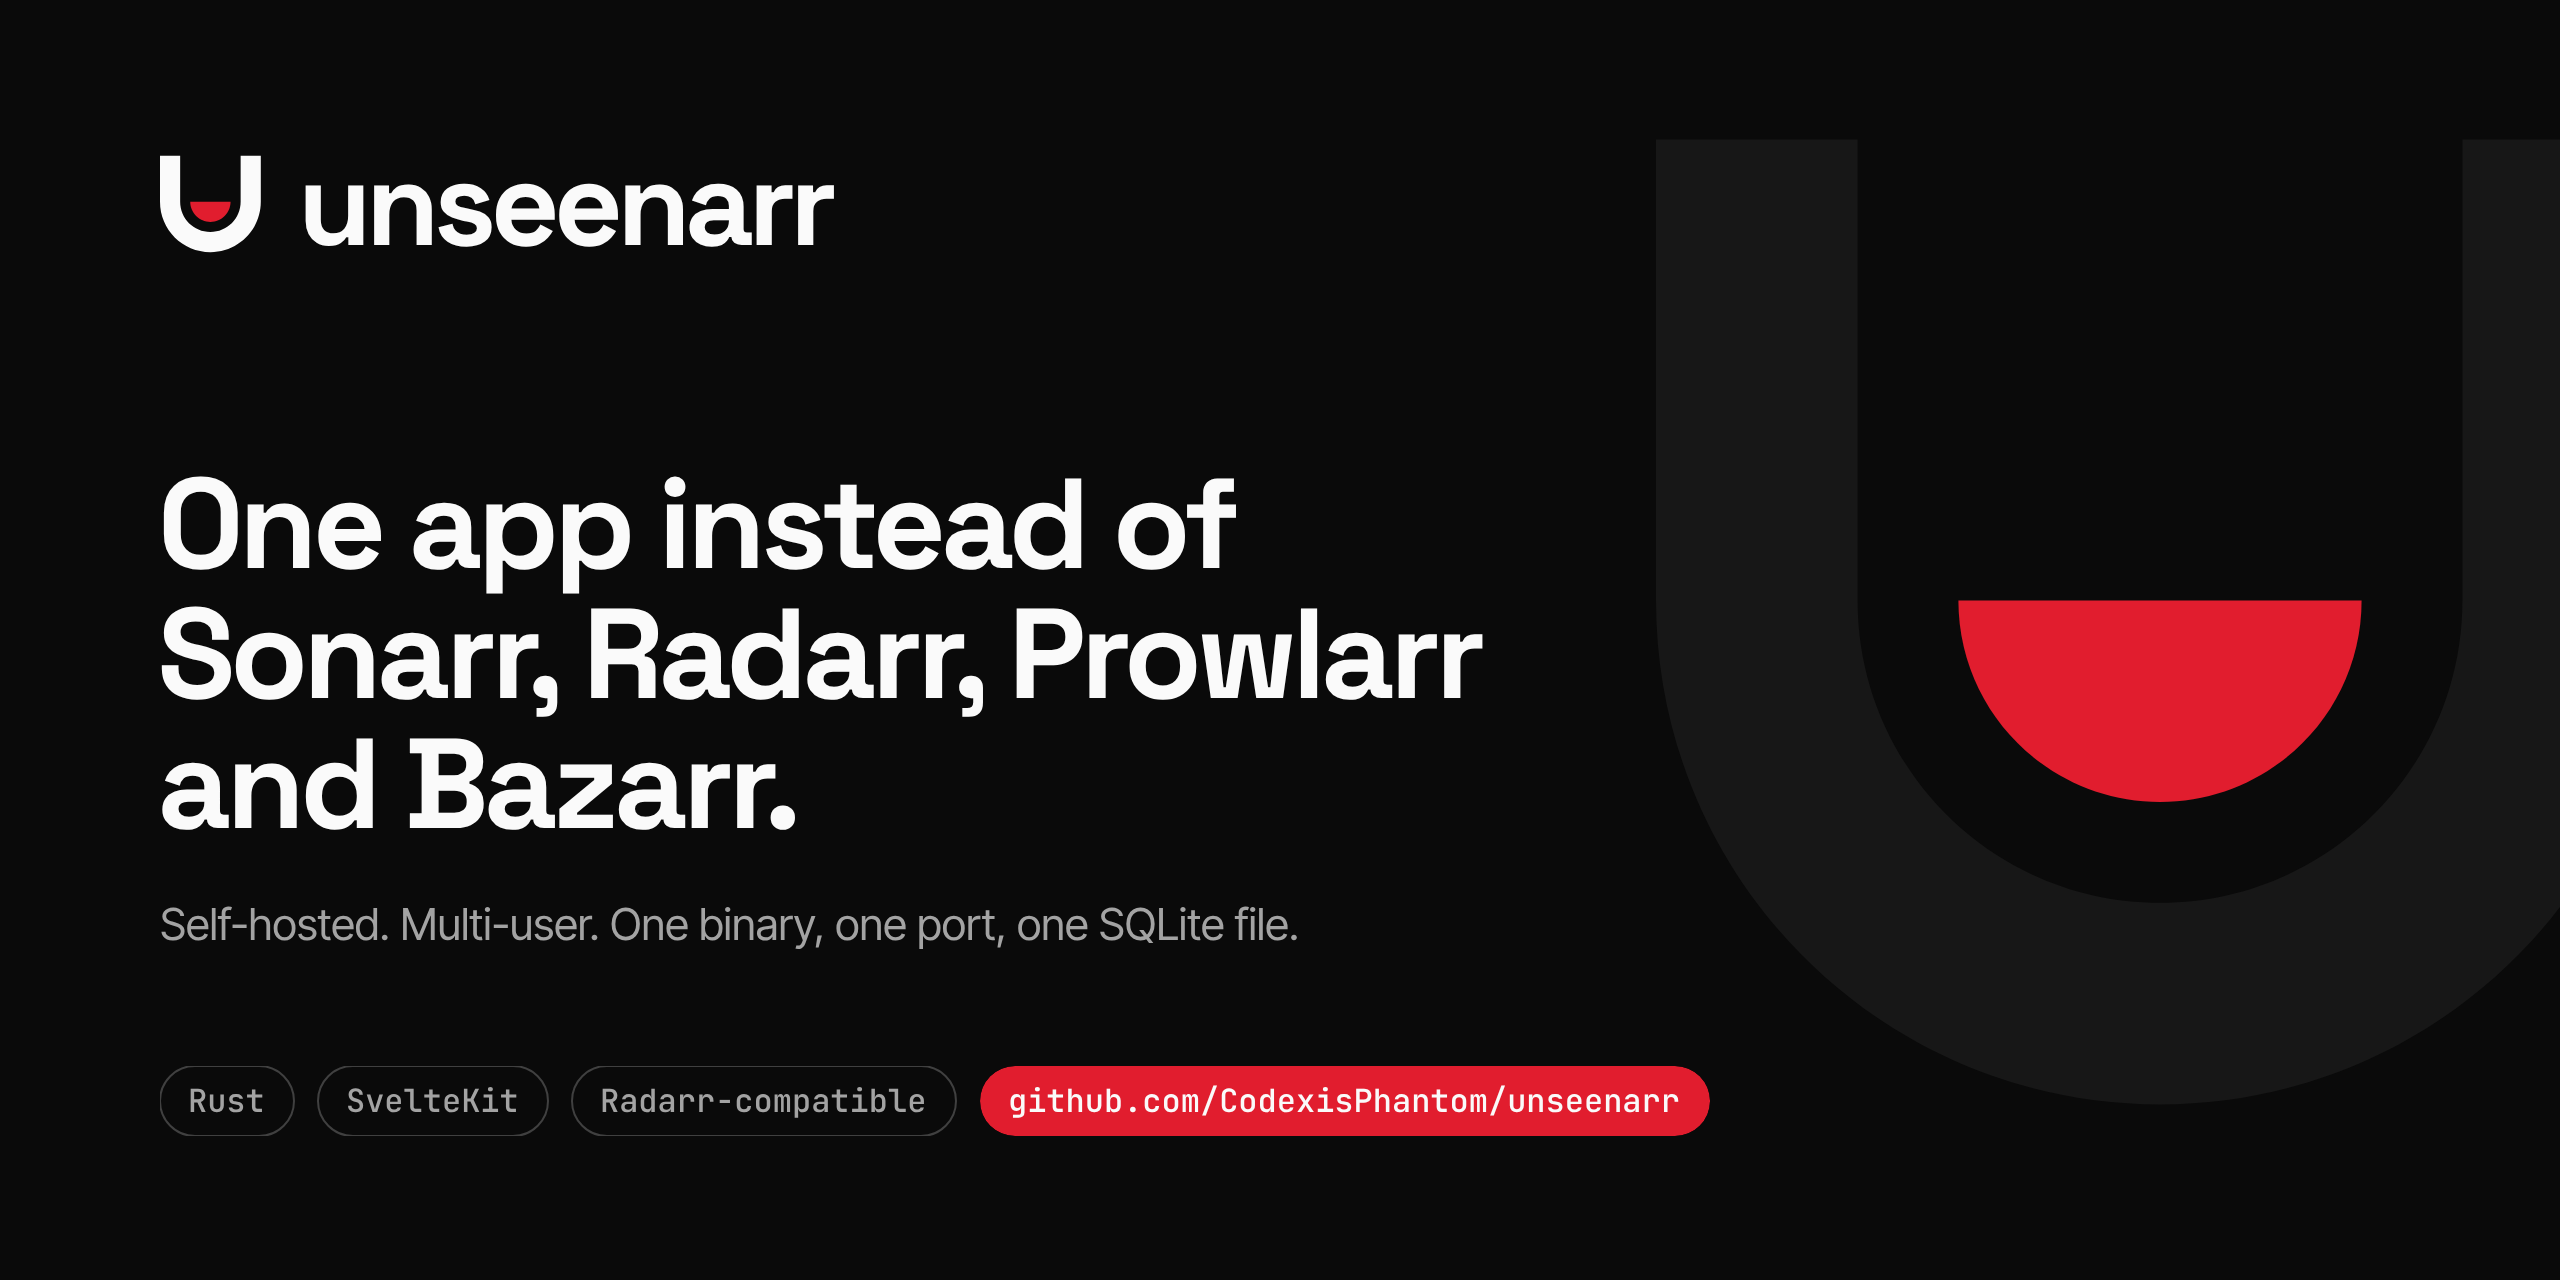 unseenarr
One app instead of
Sonarr, Radarr, Prowlarr
and Bazarr.
Self-hosted. Multi-user. One binary, one port, one SQLite file.
Rust SvelteKit Radarr-compatible github.com/CodexisPhantom/unseenarr